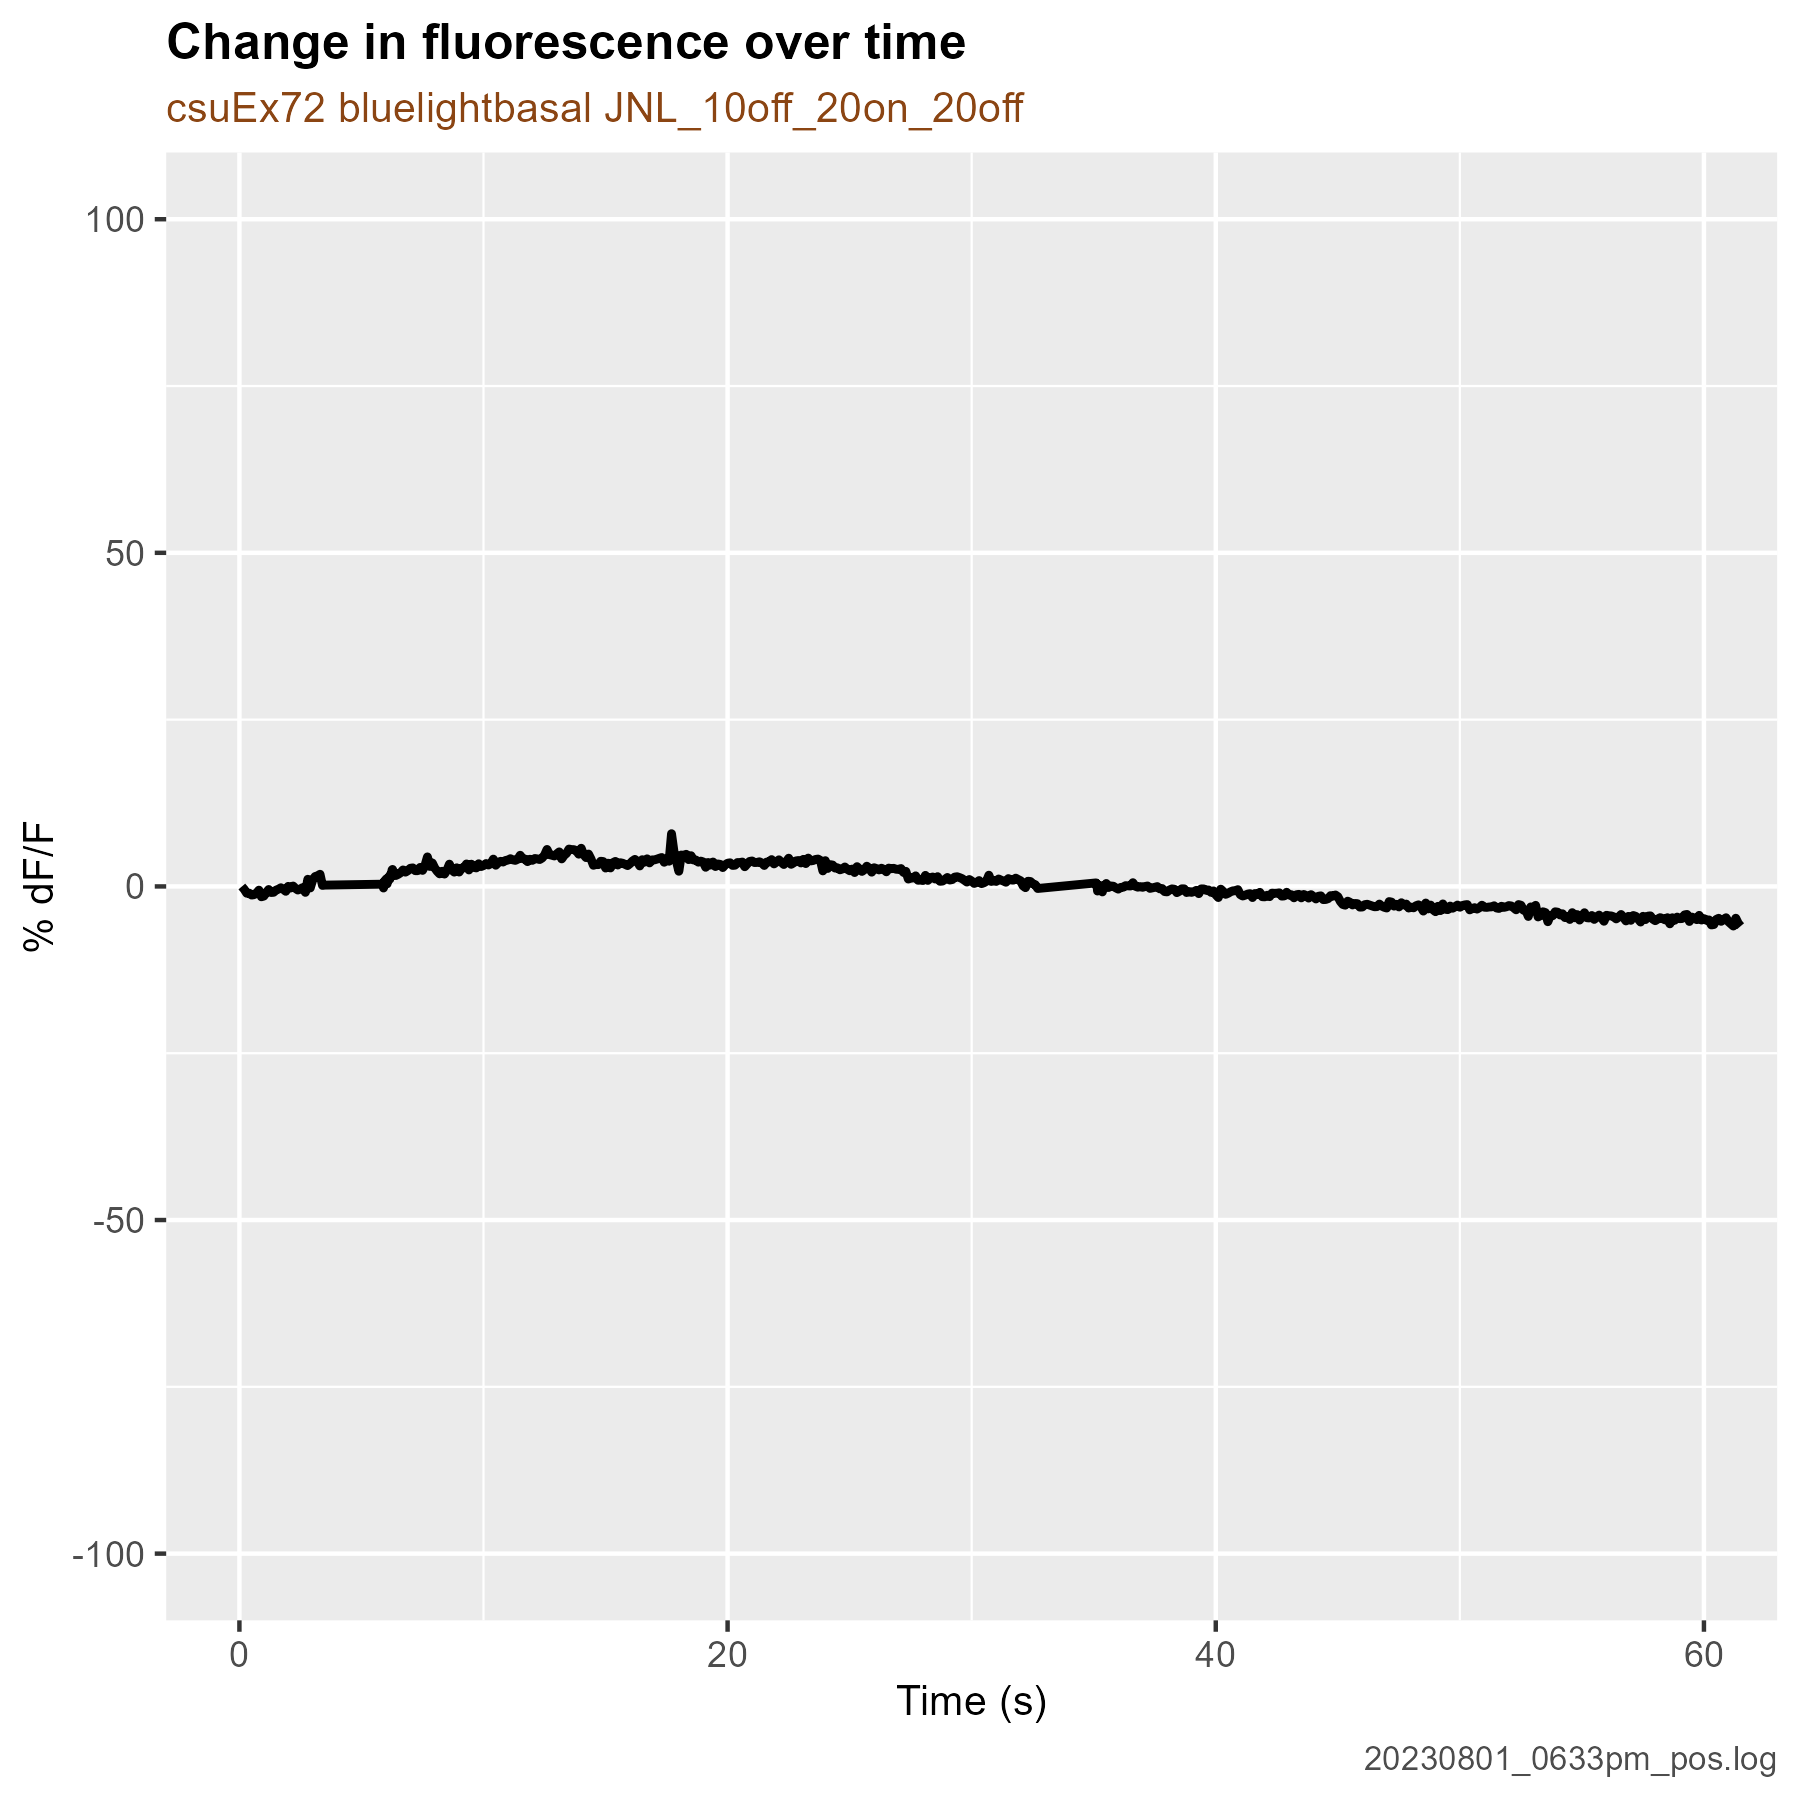 Change in fluorescence over time
csuEx72 bluelightbasal JNL_10off_20on_20off
100
50
0
-50
-100
% dF/F
0 20 40 60
Time (s)
20230801_0633pm_pos.log